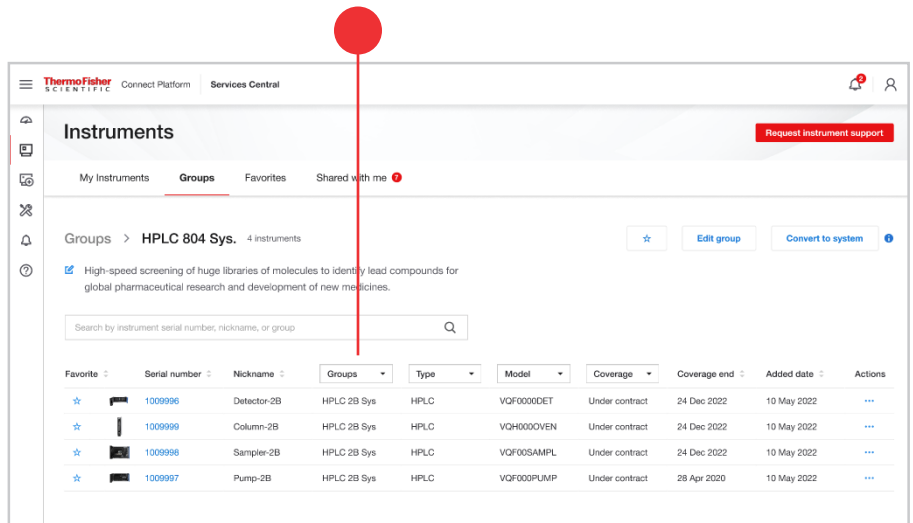 ThermoFisher SCIENTIFIC Connect Platform Services Central 2
Instruments Request instrument support
My Instruments Groups Favorites Shared with me 7
Groups > HPLC 804 Sys. 4 instruments Edit group Convert to system
High-speed screening of huge libraries of molecules to identify lead compounds for
global pharmaceutical research and development of new medicines.
Search by instrument serial number, nickname, or group
Favorite Serial number Nickname Groups Type Model Coverage Coverage end Added date Actions
1009996 Detector-2B HPLC 2B Sys HPLC VQF0000DET Under contract 24 Dec 2022 10 May 2022
1009999 Column-2B HPLC 2B Sys HPLC VQH000OVEN Under contract 24 Dec 2022 10 May 2022
1009998 Sampler-2B HPLC 2B Sys HPLC VQF00SAMPL Under contract 24 Dec 2022 10 May 2022
1009997 Pump-2B HPLC 2B Sys HPLC VQF000PUMP Under contract 28 Apr 2020 10 May 2022